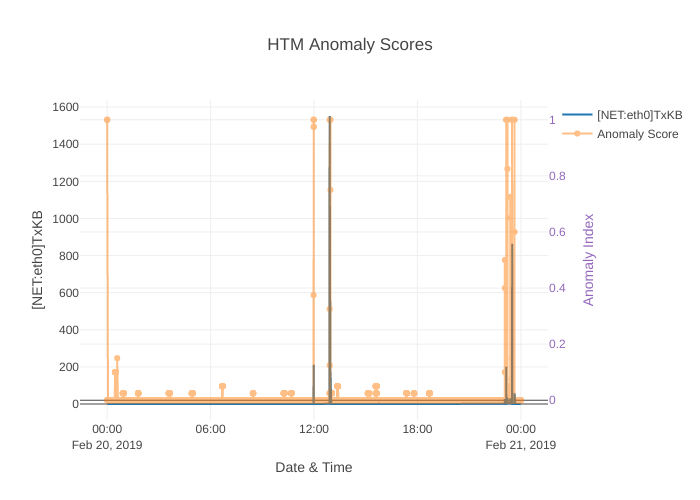 HTM Anomaly Scores
[NET:eth0]TxKB
Anomaly Score
1600
1400
1200
1000
800
600
400
200
0
1
0.8
0.6
0.4
0.2
0
[NET:eth0]TxKB
Anomaly Index
00:00 06:00 12:00 18:00 00:00
Feb 20, 2019 Feb 21, 2019
Date & Time